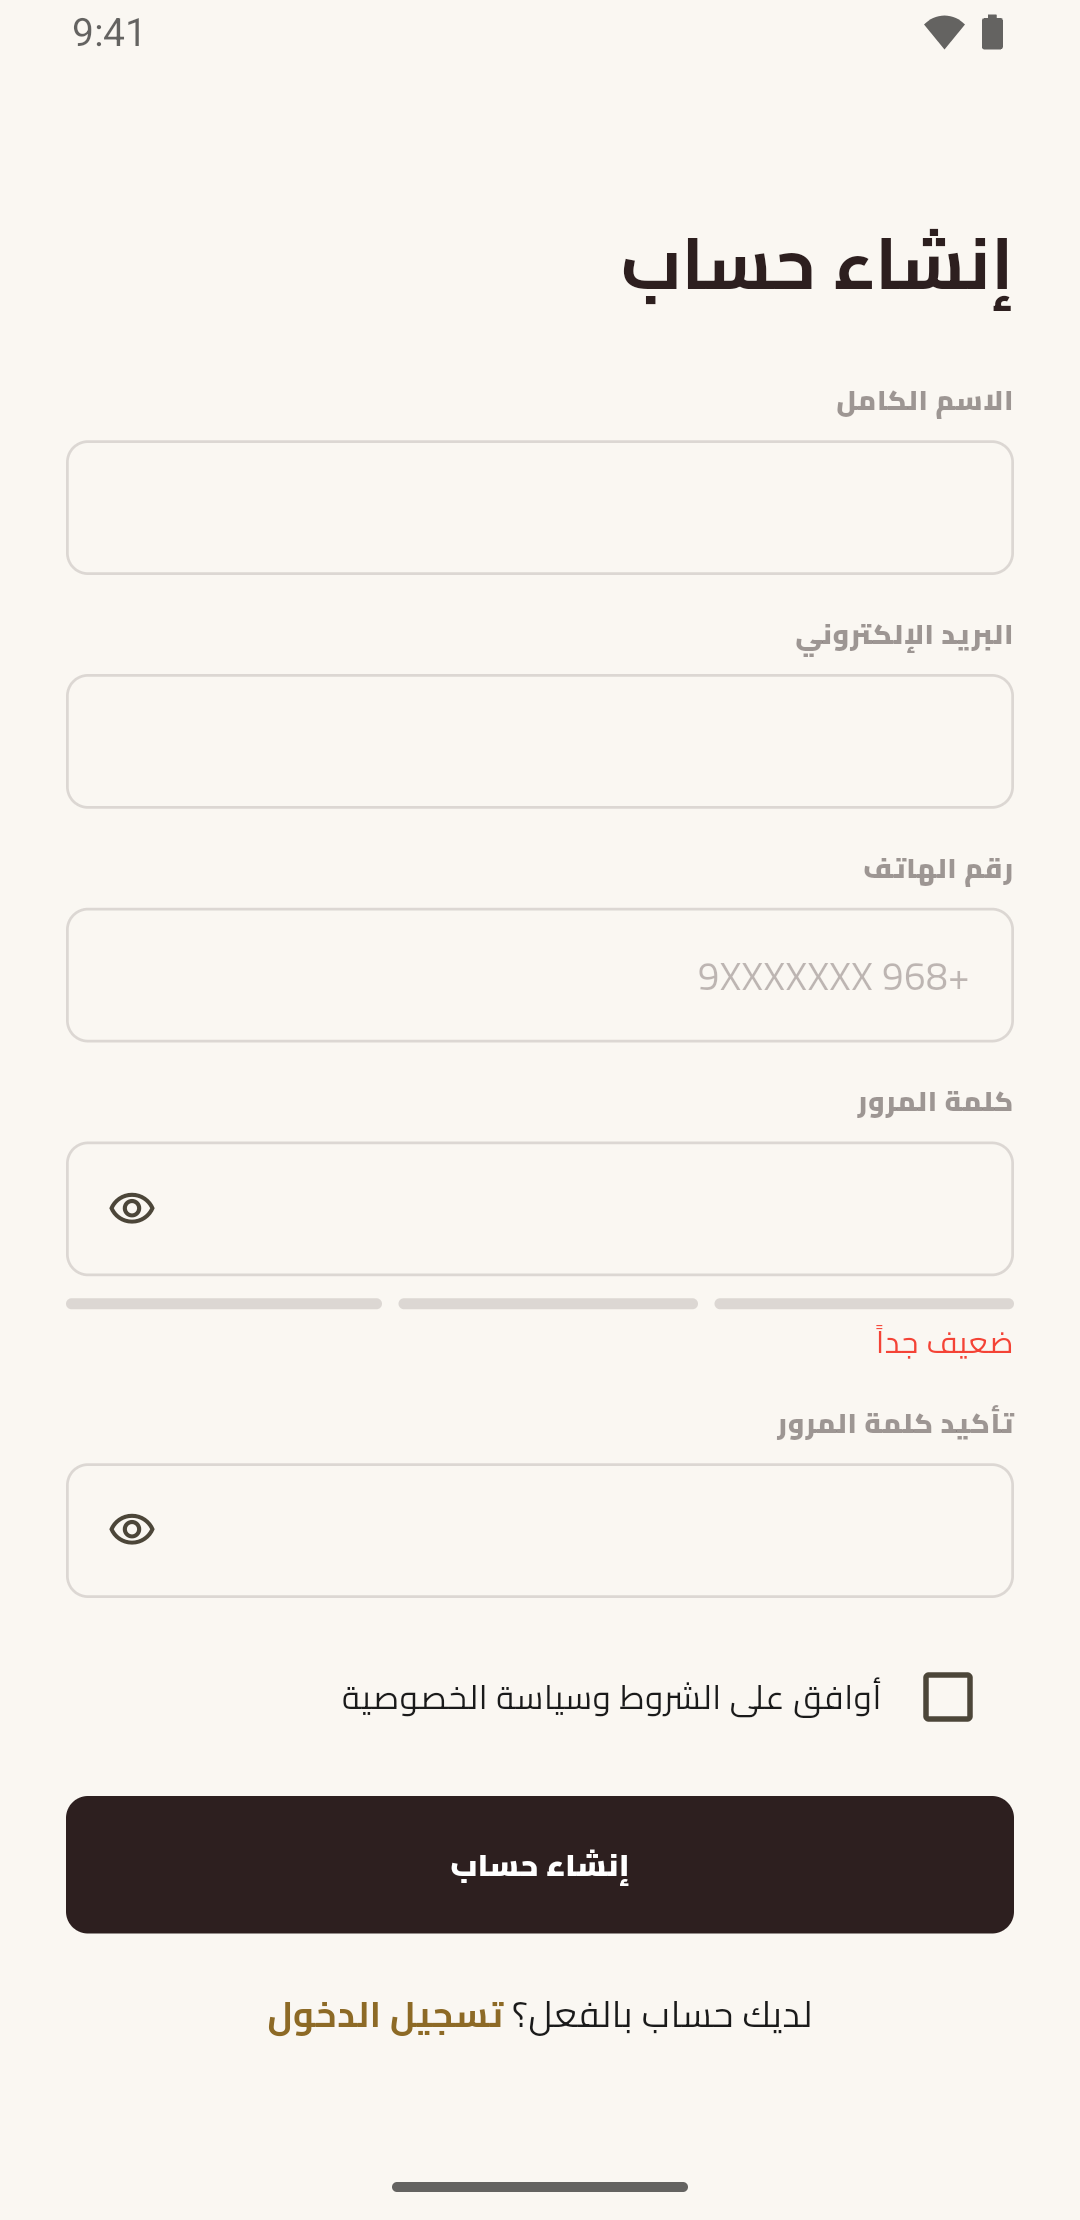 9:41
إنشاء حساب
الاسم الكامل
البريد الإلكتروني
رقم الهاتف
+968 9XXXXXXX
كلمة المرور
ضعيف جداً
تأكيد كلمة المرور
أوافق على الشروط وسياسة الخصوصية
إنشاء حساب
لديك حساب بالفعل؟ تسجيل الدخول